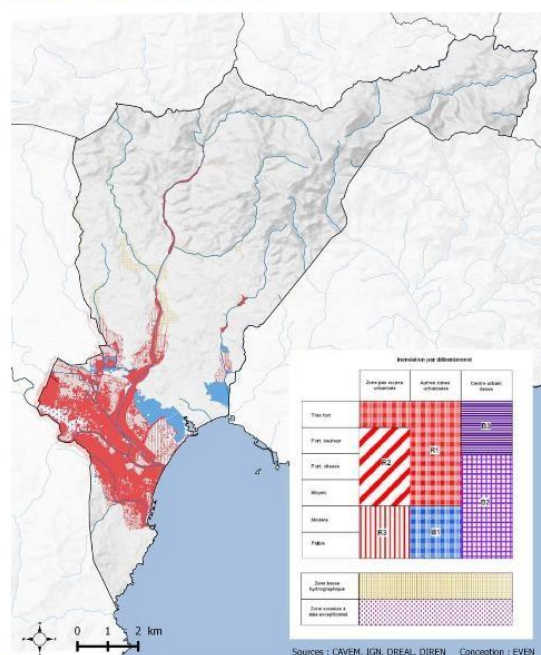 Inondation par débordement
Zone peu ou pas urbanisée
Autres zones urbanisées
Centre urbain dense
Très fort
Fort, hauteur
Fort, vitesse
Moyen
Modéré
Faible
R2
R1
B3
B2
R3
B1
Zone basse hydrographique
Zone soumise à aléa exceptionnel
0 1 2 km
Sources : CAVEM, IGN, DREAL, DIREN Conception : EVEN